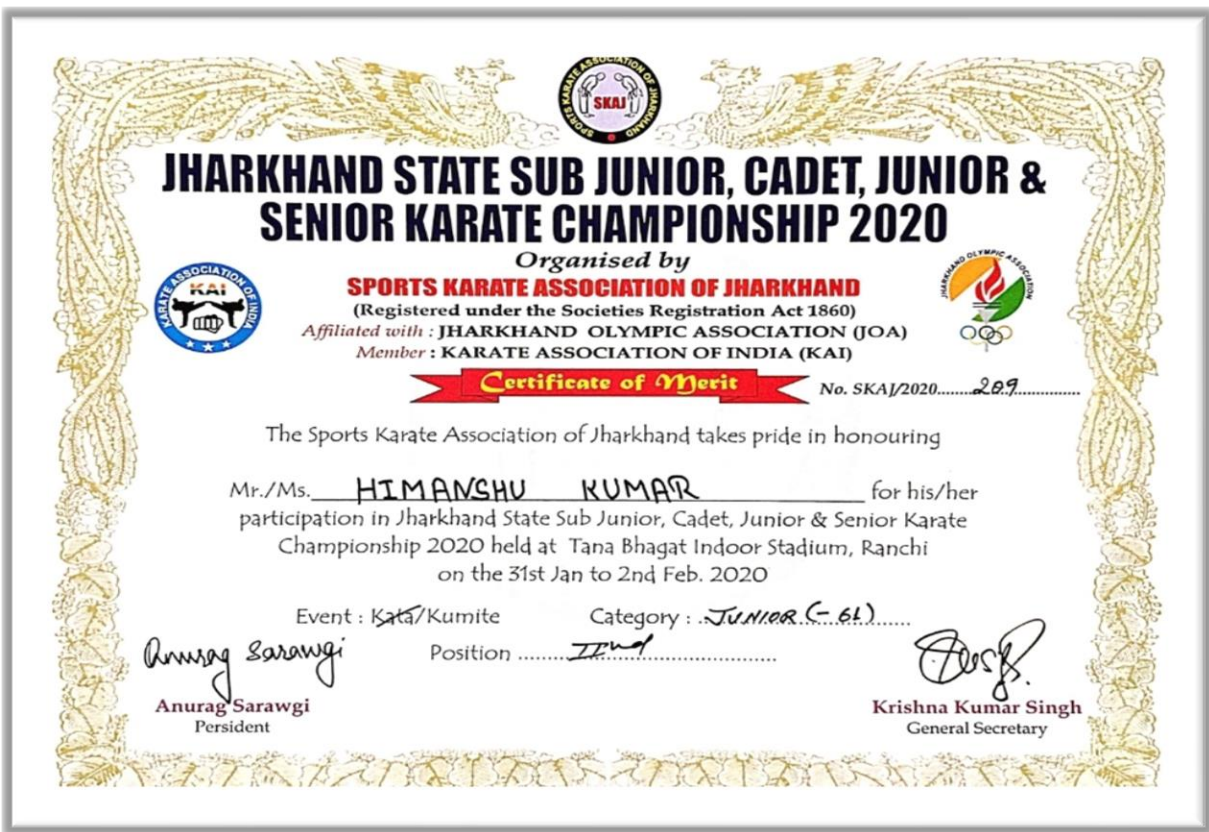 SPORTS KARATE ASSOCIATION OF JHARKHAND
SKAJ
JHARKHAND STATE SUB JUNIOR, CADET, JUNIOR &
SENIOR KARATE CHAMPIONSHIP 2020
Organised by
KARATE ASSOCIATION OF INDIA
KAI
JHARKHAND OLYMPIC ASSOCIATION
SPORTS KARATE ASSOCIATION OF JHARKHAND
(Registered under the Societies Registration Act 1860)
Affiliated with : JHARKHAND OLYMPIC ASSOCIATION (JOA)
Member : KARATE ASSOCIATION OF INDIA (KAI)
Certificate of Merit
No. SKAJ/2020.........209................
The Sports Karate Association of Jharkhand takes pride in honouring
Mr./Ms. HIMANSHU KUMAR for his/her
participation in Jharkhand State Sub Junior, Cadet, Junior & Senior Karate
Championship 2020 held at Tana Bhagat Indoor Stadium, Ranchi
on the 31st Jan to 2nd Feb. 2020
Event : Kata/Kumite Category : JUNIOR (- 61)
Position IInd
Anurag Sarawgi
Anurag Sarawgi
President
Krishna Kumar Singh
General Secretary